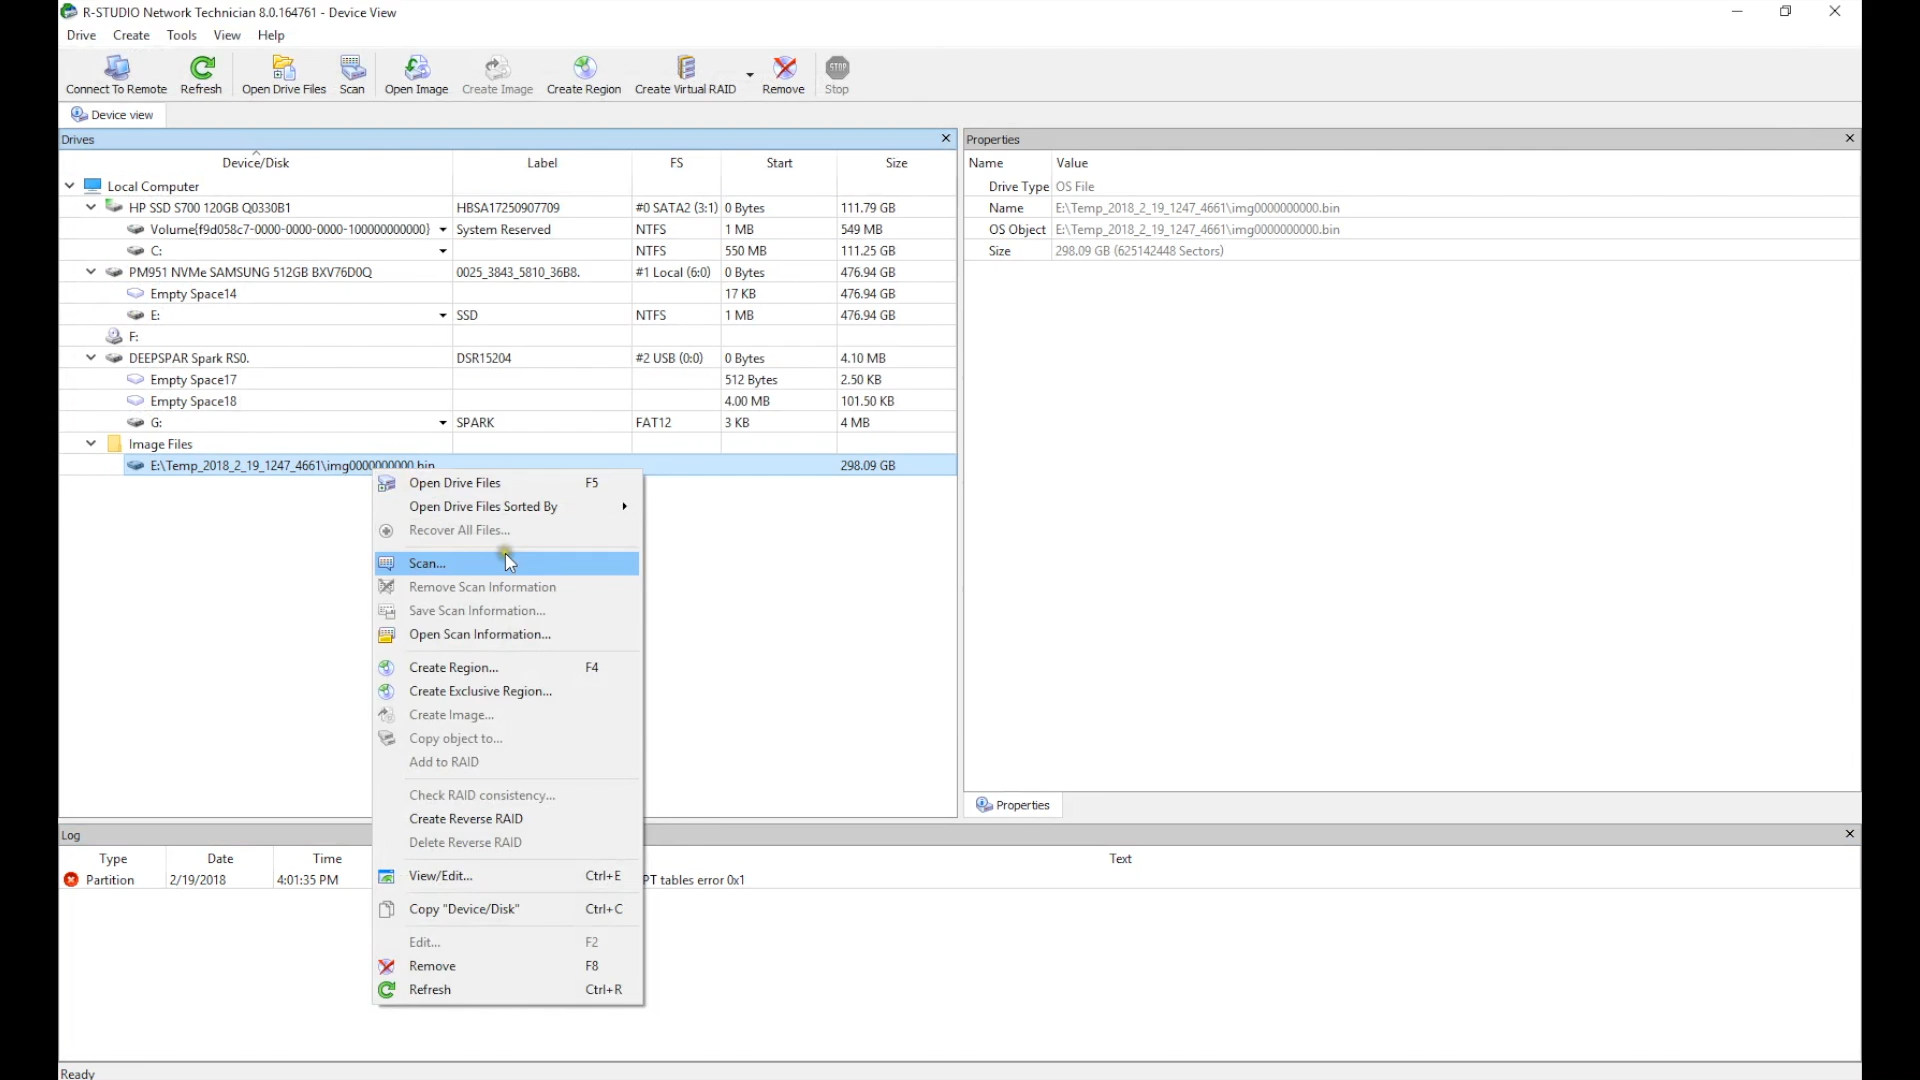 R-STUDIO Network Technician 8.0.164761 - Device View
Drive Create Tools View Help
Connect To Remote Refresh Open Drive Files Scan Open Image Create Image Create Region Create Virtual RAID Remove STOP Stop
Device view
Drives
Device/Disk Label FS Start Size
Local Computer
HP SSD S700 120GB Q0330B1 HBSA17250907709 #0 SATA2 (3:1) 0 Bytes 111.79 GB
Volume{f9d058c7-0000-0000-0000-100000000000} System Reserved NTFS 1 MB 549 MB
C: NTFS 550 MB 111.25 GB
PM951 NVMe SAMSUNG 512GB BXV76D0Q 0025_3843_5810_36B8. #1 Local (6:0) 0 Bytes 476.94 GB
Empty Space14 17 KB 476.94 GB
E: SSD NTFS 1 MB 476.94 GB
F:
DEEPSPAR Spark RS0. DSR15204 #2 USB (0:0) 0 Bytes 4.10 MB
Empty Space17 512 Bytes 2.50 KB
Empty Space18 4.00 MB 101.50 KB
G: SPARK FAT12 3 KB 4 MB
Image Files
E:\Temp_2018_2_19_1247_4661\img0000000000.bin 298.09 GB
Open Drive Files F5
Open Drive Files Sorted By
Recover All Files...
Scan...
Remove Scan Information
Save Scan Information...
Open Scan Information...
Create Region... F4
Create Exclusive Region...
Create Image...
Copy object to...
Add to RAID
Check RAID consistency...
Create Reverse RAID
Delete Reverse RAID
View/Edit... Ctrl+E
Copy "Device/Disk" Ctrl+C
Edit... F2
Remove F8
Refresh Ctrl+R
Properties
Name Value
Drive Type OS File
Name E:\Temp_2018_2_19_1247_4661\img0000000000.bin
OS Object E:\Temp_2018_2_19_1247_4661\img0000000000.bin
Size 298.09 GB (625142448 Sectors)
Properties
Log
Type Date Time Text
Partition 2/19/2018 4:01:35 PM PT tables error 0x1
Ready